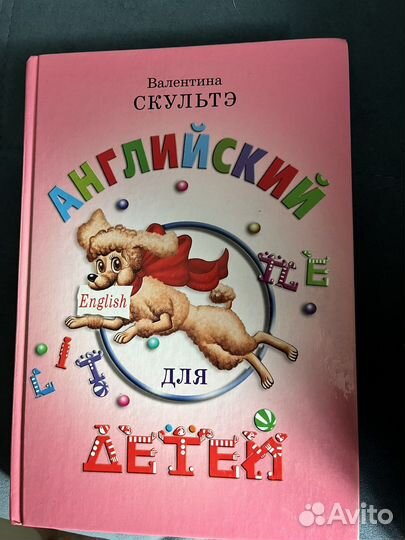 Валентина
СКУЛЬТЭ
АНГЛИЙСКИЙ
English
ДЛЯ
ДЕТЕЙ
Avito